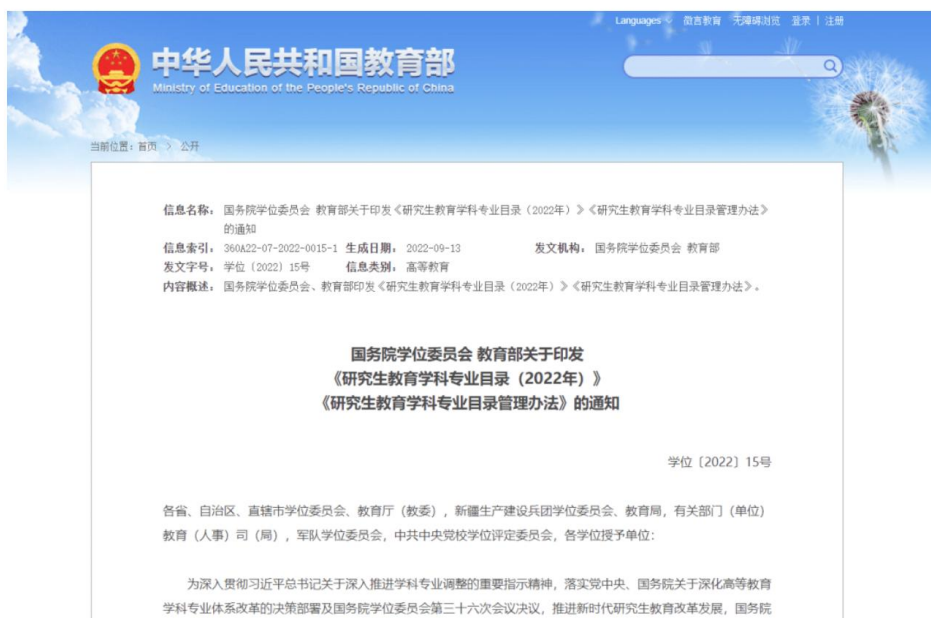 Languages 微言教育 无障碍浏览 登录 | 注册
中华人民共和国教育部
Ministry of Education of the People's Republic of China
当前位置：首页 > 公开
信息名称： 国务院学位委员会 教育部关于印发《研究生教育学科专业目录（2022年）》《研究生教育学科专业目录管理办法》
的通知
信息索引： 360A22-07-2022-0015-1 生成日期： 2022-09-13 发文机构： 国务院学位委员会 教育部
发文字号： 学位〔2022〕15号 信息类别： 高等教育
内容概述： 国务院学位委员会、教育部印发《研究生教育学科专业目录（2022年）》《研究生教育学科专业目录管理办法》。
国务院学位委员会 教育部关于印发
《研究生教育学科专业目录（2022年）》
《研究生教育学科专业目录管理办法》的通知
学位〔2022〕15号
各省、自治区、直辖市学位委员会、教育厅（教委），新疆生产建设兵团学位委员会、教育局，有关部门（单位）
教育（人事）司（局），军队学位委员会，中共中央党校学位评定委员会，各学位授予单位：
为深入贯彻习近平总书记关于深入推进学科专业调整的重要指示精神，落实党中央、国务院关于深化高等教育
学科专业体系改革的决策部署及国务院学位委员会第三十六次会议决议，推进新时代研究生教育改革发展，国务院